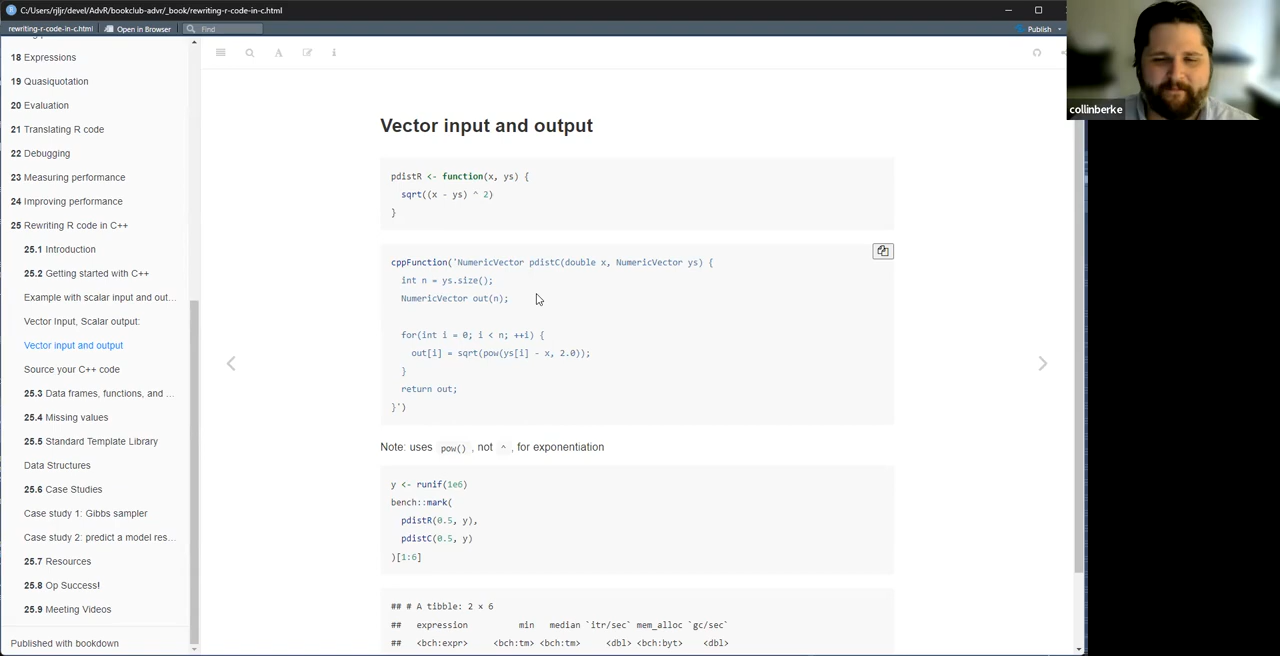 C:/Users/rjljr/devel/AdvR/bookclub-advr/_book/rewriting-r-code-in-c.html
rewriting-r-code-in-c.html
Open in Browser
Find
Publish
18 Expressions
19 Quasiquotation
20 Evaluation
21 Translating R code
22 Debugging
23 Measuring performance
24 Improving performance
25 Rewriting R code in C++
25.1 Introduction
25.2 Getting started with C++
Example with scalar input and out…
Vector Input, Scalar output:
Vector input and output
Source your C++ code
25.3 Data frames, functions, and …
25.4 Missing values
25.5 Standard Template Library
Data Structures
25.6 Case Studies
Case study 1: Gibbs sampler
Case study 2: predict a model res…
25.7 Resources
25.8 Op Success!
25.9 Meeting Videos
Published with bookdown
Vector input and output
pdistR <- function(x, ys) {
sqrt((x - ys) ^ 2)
}
cppFunction('NumericVector pdistC(double x, NumericVector ys) {
int n = ys.size();
NumericVector out(n);
for(int i = 0; i < n; ++i) {
out[i] = sqrt(pow(ys[i] - x, 2.0));
}
return out;
}')
Note: uses pow(), not ^, for exponentiation
y <- runif(1e6)
bench::mark(
pdistR(0.5, y),
pdistC(0.5, y)
)[1:6]
## # A tibble: 2 × 6
## expression min median `itr/sec` mem_alloc `gc/sec`
## <bch:expr> <bch:tm> <bch:tm> <dbl> <bch:byt> <dbl>
collinberke